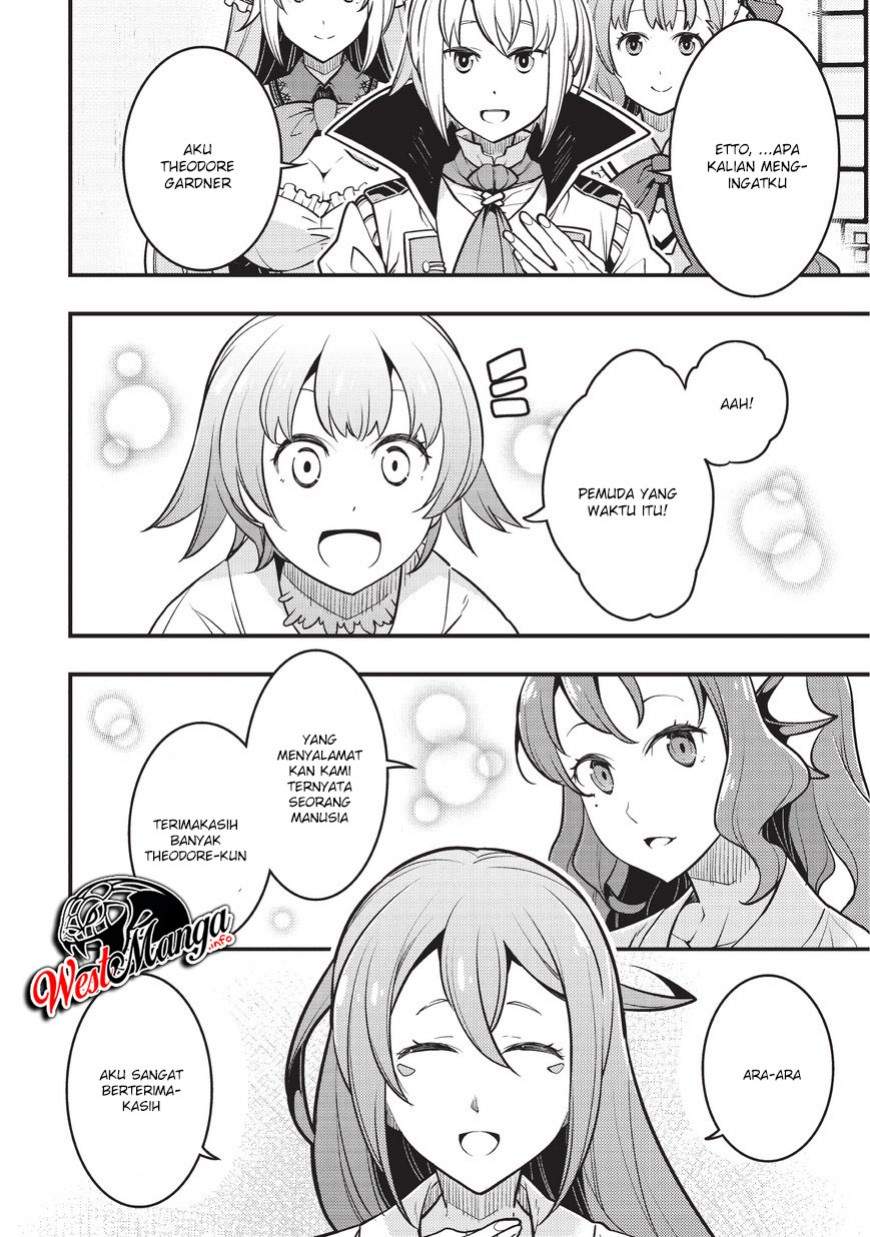 ETTO, ...APA
KALIAN MENG-
INGATKU
AKU
THEODORE
GARDNER
AAH!
PEMUDA YANG
WAKTU ITU!
YANG
MENYALAMAT
KAN KAMI
TERNYATA
SEORANG
MANUSIA
TERIMAKASIH
BANYAK
THEODORE-KUN
WestManga
.info
ARA-ARA
AKU SANGAT
BERTERIMA-
KASIH